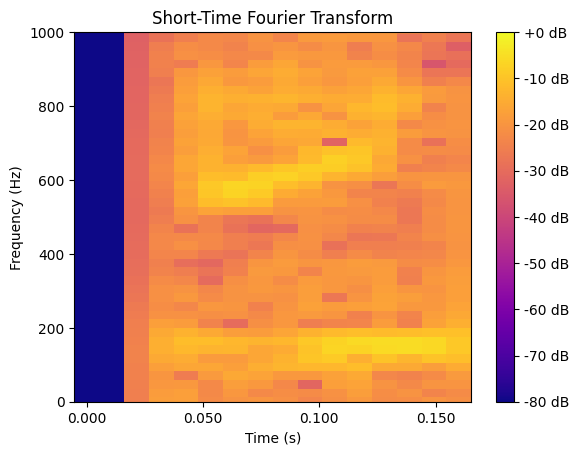 Short-Time Fourier Transform
Frequency (Hz)
1000
800
600
400
200
0
0.000
0.050
0.100
0.150
Time (s)
+0 dB
-10 dB
-20 dB
-30 dB
-40 dB
-50 dB
-60 dB
-70 dB
-80 dB